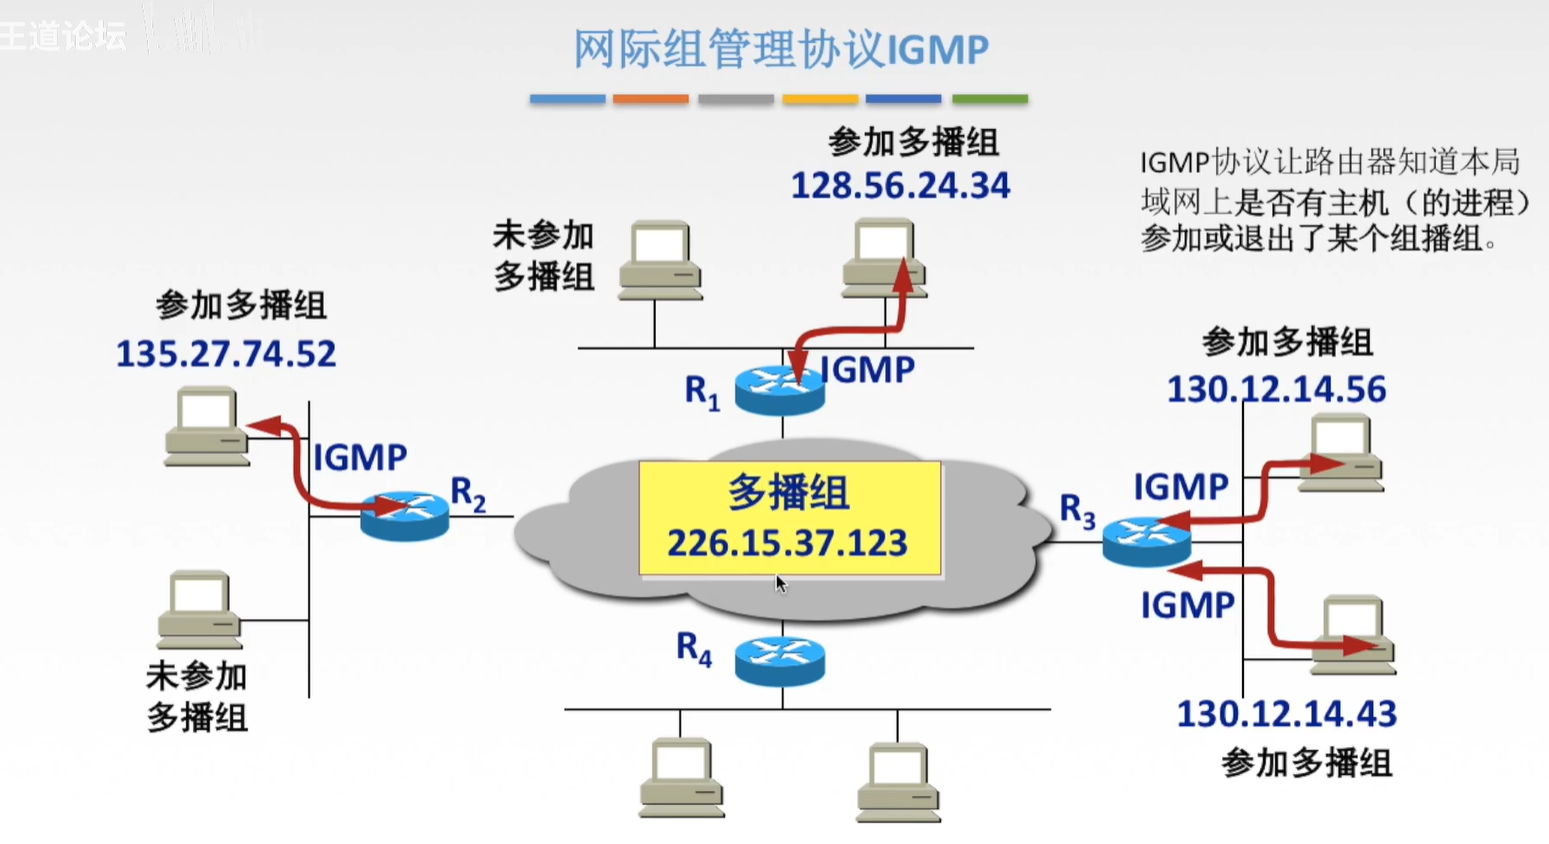 王道论坛
网际组管理协议IGMP
参加多播组
128.56.24.34
IGMP协议让路由器知道本局
域网上是否有主机（的进程）
参加或退出了某个组播组。
未参加
多播组
参加多播组
135.27.74.52
参加多播组
130.12.14.56
IGMP
R1
IGMP
R2
多播组
226.15.37.123
IGMP
R3
IGMP
R4
未参加
多播组
130.12.14.43
参加多播组